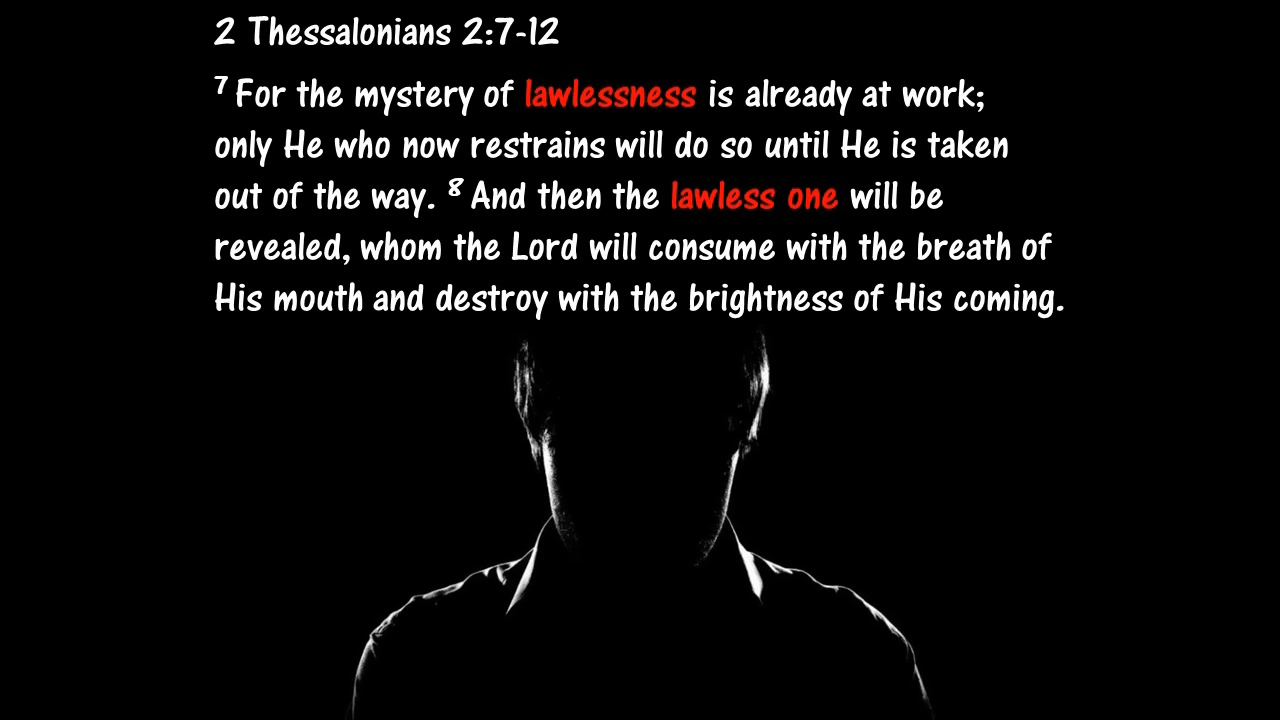 2 Thessalonians 2:7-12
⁷ For the mystery of lawlessness is already at work;
only He who now restrains will do so until He is taken
out of the way. ⁸ And then the lawless one will be
revealed, whom the Lord will consume with the breath of
His mouth and destroy with the brightness of His coming.